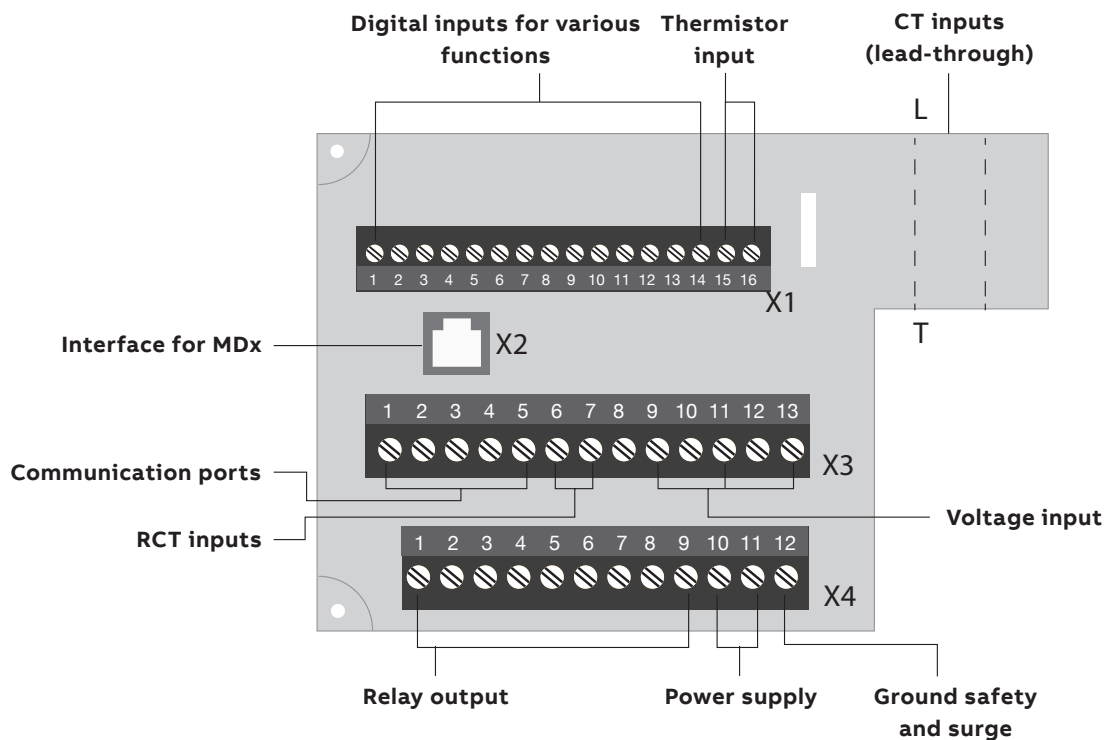 Digital inputs for various
functions
Thermistor
input
CT inputs
(lead-through)
L
1 2 3 4 5 6 7 8 9 10 11 12 13 14 15 16
X1
T
Interface for MDx
X2
1 2 3 4 5 6 7 8 9 10 11 12 13
X3
Communication ports
RCT inputs
Voltage input
1 2 3 4 5 6 7 8 9 10 11 12
X4
Relay output
Power supply
Ground safety
and surge